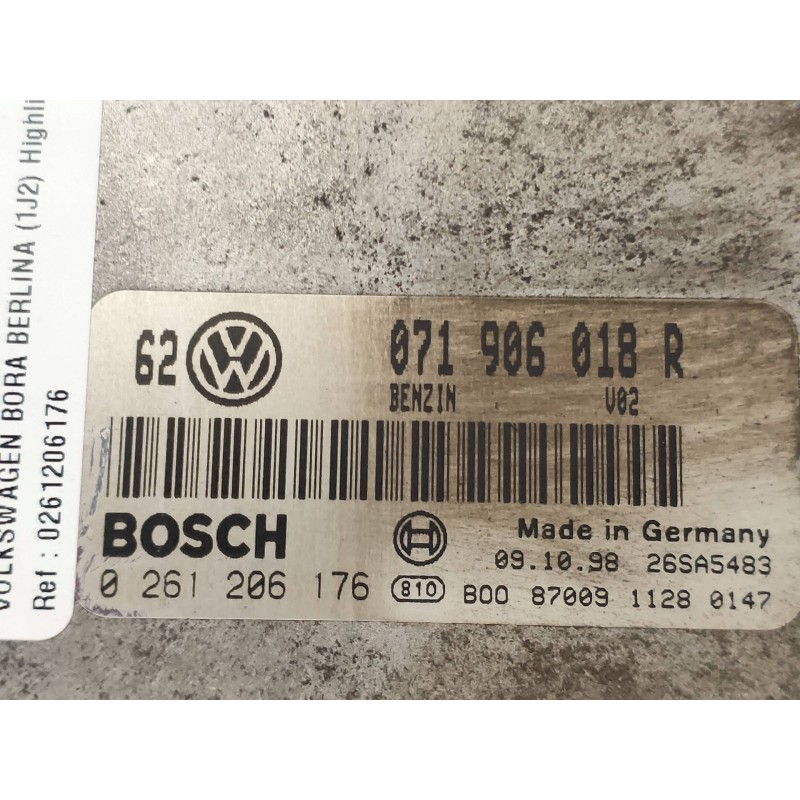 VOLKSWAGEN BORA BERLINA (1J2)
Ref : 0261206176
62 VW 071 906 018 R
BENZIN V02
BOSCH Made in Germany
09.10.98 26SA5483
0 261 206 176 810 B00 87009 1128 0147